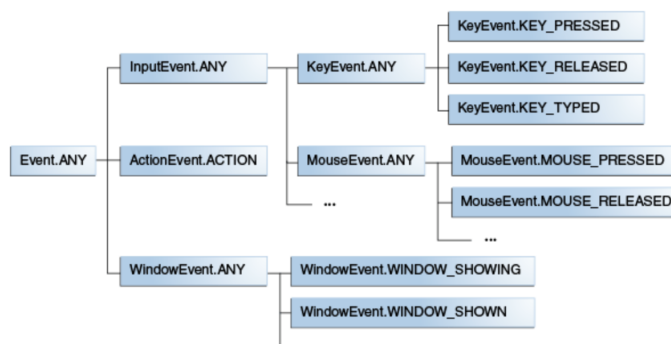 KeyEvent.KEY_PRESSED
InputEvent.ANY KeyEvent.ANY KeyEvent.KEY_RELEASED
KeyEvent.KEY_TYPED
Event.ANY ActionEvent.ACTION MouseEvent.ANY MouseEvent.MOUSE_PRESSED
... MouseEvent.MOUSE_RELEASED
...
WindowEvent.ANY WindowEvent.WINDOW_SHOWING
WindowEvent.WINDOW_SHOWN